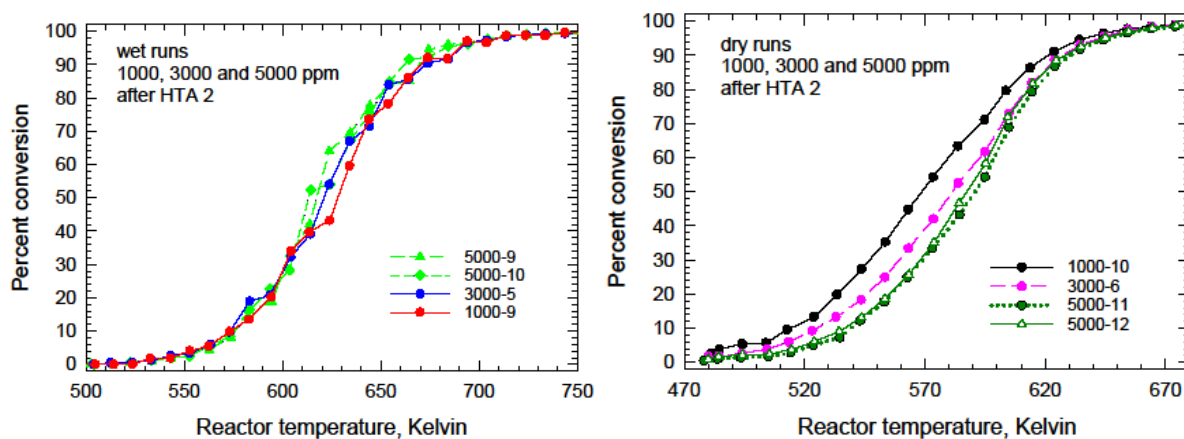 100
90
80
70
60
50
40
30
20
10
0
Percent conversion
wet runs
1000, 3000 and 5000 ppm
after HTA 2
5000-9
5000-10
3000-5
1000-9
500 550 600 650 700 750
Reactor temperature, Kelvin
100
90
80
70
60
50
40
30
20
10
0
Percent conversion
dry runs
1000, 3000 and 5000 ppm
after HTA 2
1000-10
3000-6
5000-11
5000-12
470 520 570 620 670
Reactor temperature, Kelvin